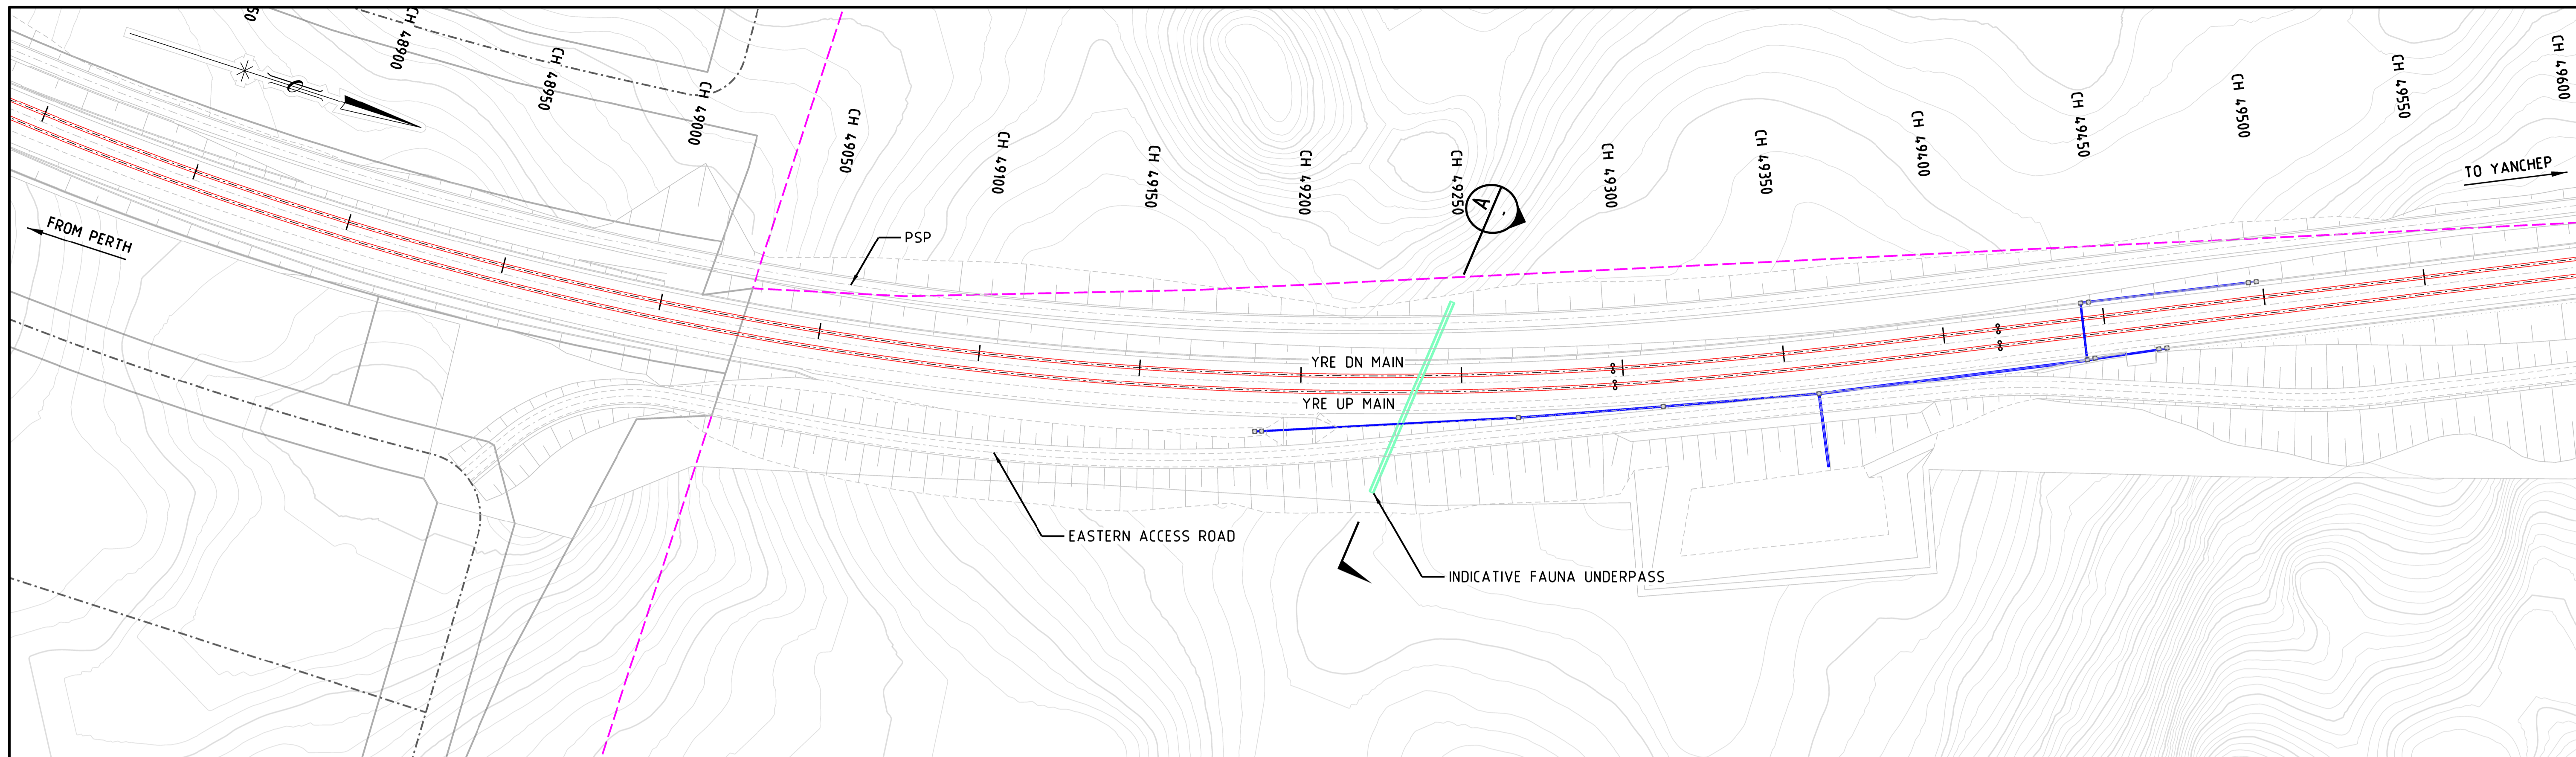 CH 48900
CH 48950
CH 49000
CH 49050
CH 49100
CH 49150
CH 49200
CH 49250
CH 49300
CH 49350
CH 49400
CH 49450
CH 49500
CH 49550
CH 49600
TO YANCHEP
FROM PERTH
A
-
PSP
YRE DN MAIN
YRE UP MAIN
EASTERN ACCESS ROAD
INDICATIVE FAUNA UNDERPASS